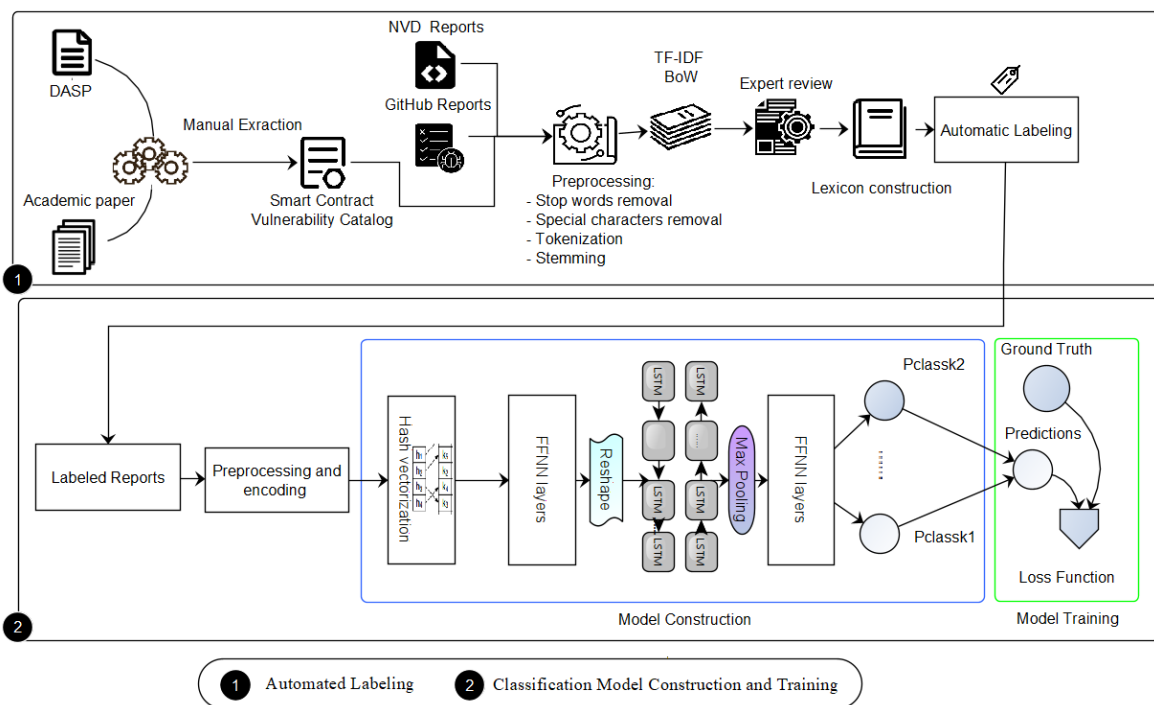 NVD  Reports
DASP
GitHub Reports
TF-IDF
BoW
Expert review
Manual Exraction
Automatic Labeling
Academic paper
Smart Contract
Vulnerability Catalog
Preprocessing:
- Stop words removal
- Special characters removal
- Tokenization
- Stemming
Lexicon construction
1
Ground Truth
Pclassk2
LSTM
LSTM
......
Predictions
Labeled Reports
Preprocessing and
encoding
Hash Vectorization
FFNN layers
Reshape
LSTM
LSTM
LSTM
LSTM
Max Pooling
FFNN layers
......
Pclassk1
Loss Function
Model Construction
Model Training
2
1 Automated Labeling
2 Classification Model Construction and Training